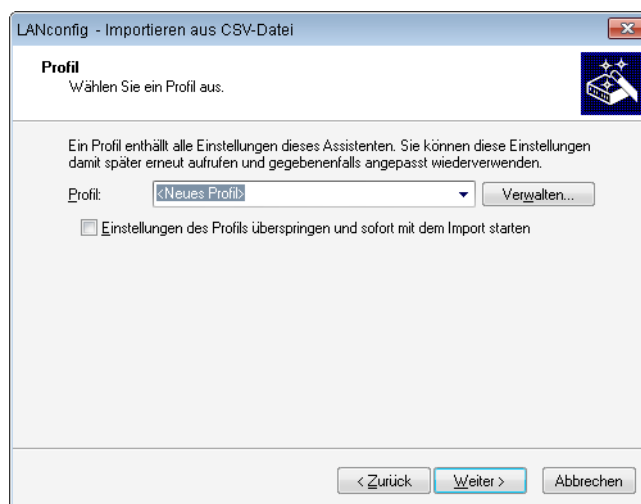 LANconfig - Importieren aus CSV-Datei
Profil
Wählen Sie ein Profil aus.
Ein Profil enthällt alle Einstellungen dieses Assistenten. Sie können diese Einstellungen
damit später erneut aufrufen und gegebenenfalls angepasst wiederverwenden.
Profil: <Neues Profil> Verwalten...
Einstellungen des Profils überspringen und sofort mit dem Import starten
< Zurück Weiter > Abbrechen